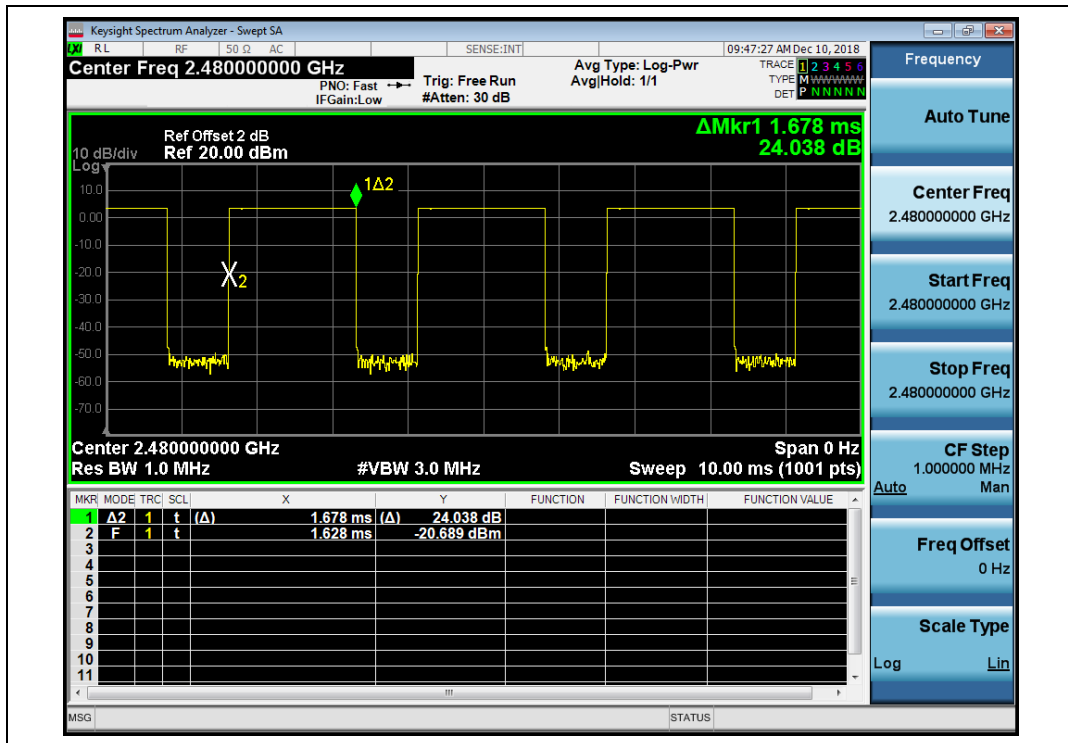 Keysight Spectrum Analyzer - Swept SA
LXI RL RF 50 Ω AC SENSE:INT 09:47:27 AM Dec 10, 2018
Center Freq 2.480000000 GHz
PNO: Fast
IFGain:Low
Trig: Free Run
#Atten: 30 dB
Avg Type: Log-Pwr
Avg|Hold: 1/1
TRACE 1 2 3 4 5 6
TYPE M WWWWW
DET P N N N N N
ΔMkr1 1.678 ms
24.038 dB
Ref Offset 2 dB
10 dB/div Ref 20.00 dBm
Log
10.0
0.00
-10.0
-20.0
-30.0
-40.0
-50.0
-60.0
-70.0
1Δ2
X2
Center 2.480000000 GHz Span 0 Hz
Res BW 1.0 MHz #VBW 3.0 MHz Sweep 10.00 ms (1001 pts)
MKR MODE TRC SCL X Y FUNCTION FUNCTION WIDTH FUNCTION VALUE
1 Δ2 1 t (Δ) 1.678 ms (Δ) 24.038 dB
2 F 1 t 1.628 ms -20.689 dBm
3
4
5
6
7
8
9
10
11
MSG STATUS
Frequency
Auto Tune
Center Freq
2.480000000 GHz
Start Freq
2.480000000 GHz
Stop Freq
2.480000000 GHz
CF Step
1.000000 MHz
Auto Man
Freq Offset
0 Hz
Scale Type
Log Lin